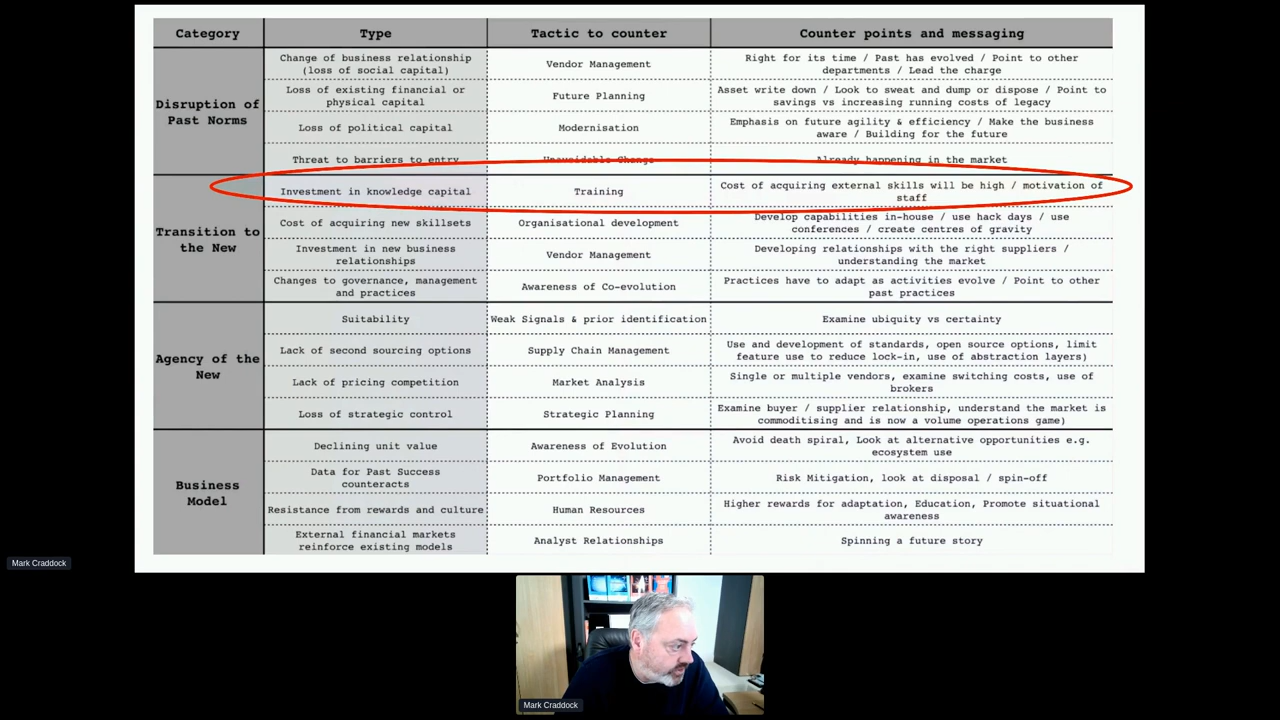 Category Type Tactic to counter Counter points and messaging
Disruption of
Past Norms
Change of business relationship
(loss of social capital)
Vendor Management
Right for its time / Past has evolved / Point to other
departments / Lead the charge
Loss of existing financial or
physical capital
Future Planning
Asset write down / Look to sweat and dump or dispose / Point to
savings vs increasing running costs of legacy
Loss of political capital
Modernisation
Emphasis on future agility & efficiency / Make the business
aware / Building for the future
Threat to barriers to entry
Unavoidable Change
Already happening in the market
Transition to
the New
Investment in knowledge capital
Training
Cost of acquiring external skills will be high / motivation of
staff
Cost of acquiring new skillsets
Organisational development
Develop capabilities in-house / use hack days / use
conferences / create centres of gravity
Investment in new business
relationships
Vendor Management
Developing relationships with the right suppliers /
understanding the market
Changes to governance, management
and practices
Awareness of Co-evolution
Practices have to adapt as activities evolve / Point to other
past practices
Agency of the
New
Suitability
Weak Signals & prior identification
Examine ubiquity vs certainty
Lack of second sourcing options
Supply Chain Management
Use and development of standards, open source options, limit
feature use to reduce lock-in, use of abstraction layers)
Lack of pricing competition
Market Analysis
Single or multiple vendors, examine switching costs, use of
brokers
Loss of strategic control
Strategic Planning
Examine buyer / supplier relationship, understand the market is
commoditising and is now a volume operations game)
Business
Model
Declining unit value
Awareness of Evolution
Avoid death spiral, Look at alternative opportunities e.g.
ecosystem use
Data for Past Success
counteracts
Portfolio Management
Risk Mitigation, look at disposal / spin-off
Resistance from rewards and culture
Human Resources
Higher rewards for adaptation, Education, Promote situational
awareness
External financial markets
reinforce existing models
Analyst Relationships
Spinning a future story
Mark Craddock
Mark Craddock